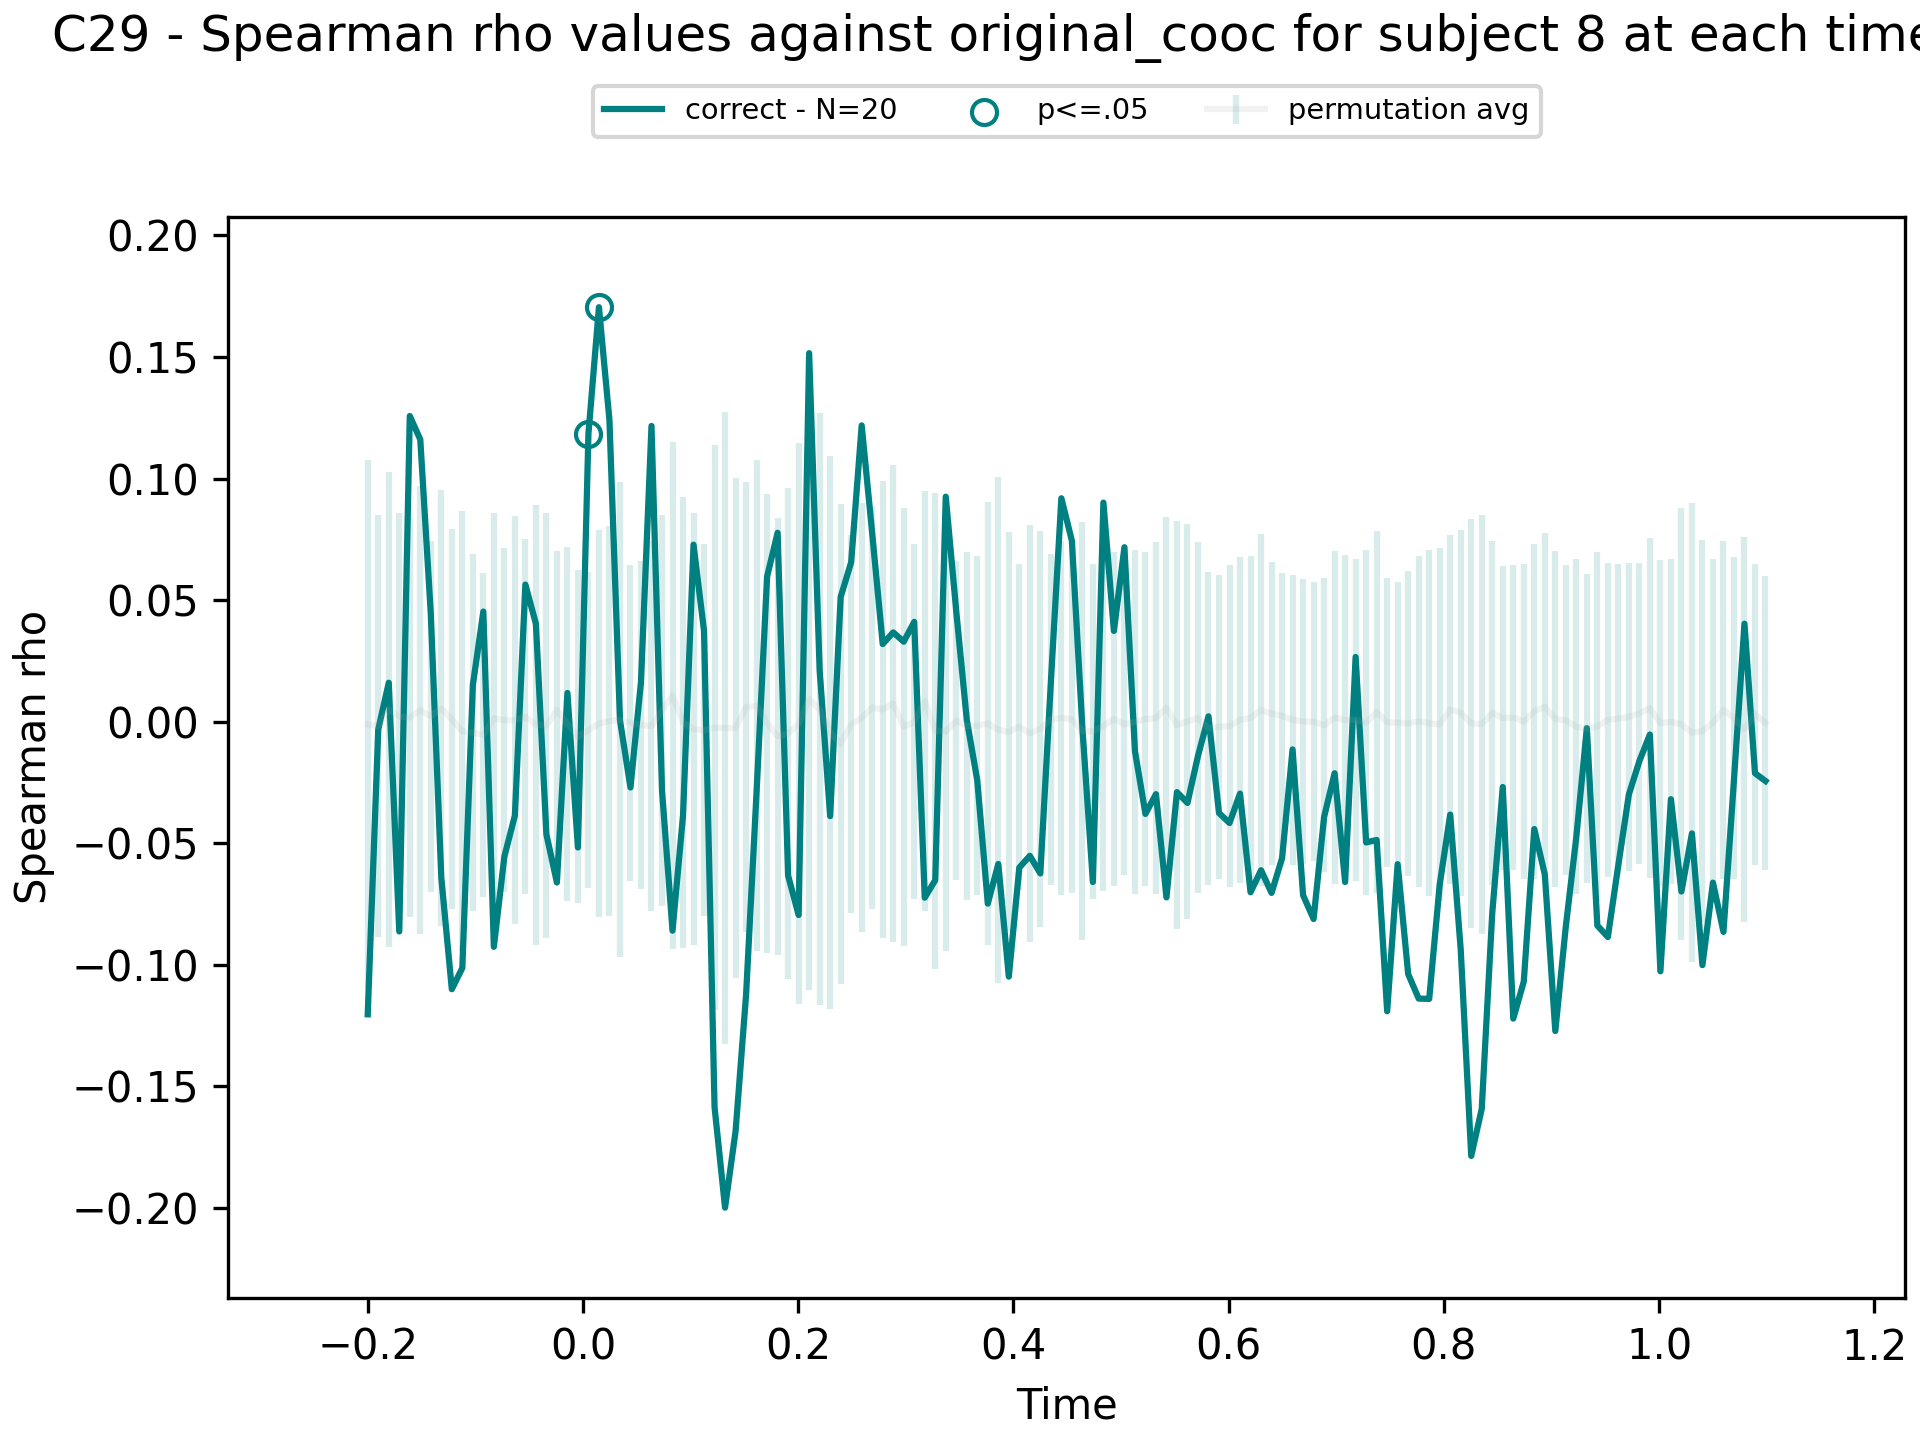 C29 - Spearman rho values against original_cooc for subject 8 at each time
correct - N=20 p<=.05 permutation avg
0.20
0.15
0.10
0.05
0.00
−0.05
−0.10
−0.15
−0.20
Spearman rho
−0.2 0.0 0.2 0.4 0.6 0.8 1.0 1.2
Time